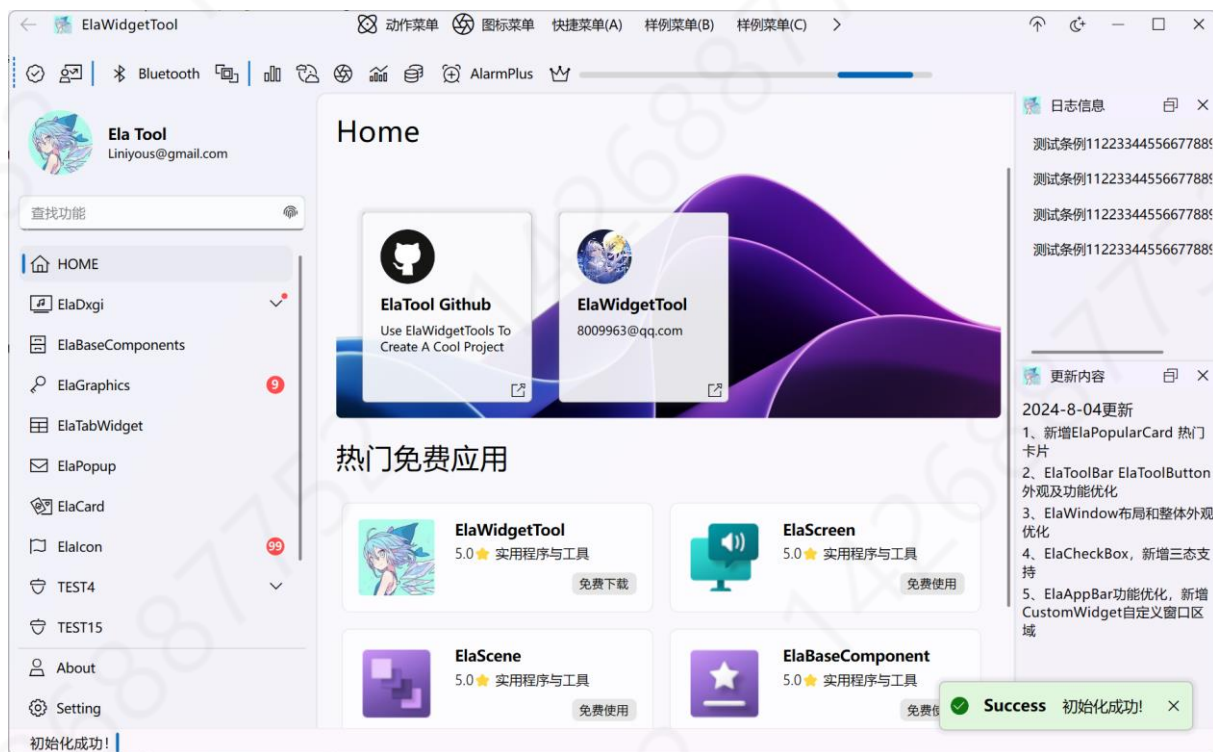 ElaWidgetTool
动作菜单
图标菜单
快捷菜单(A)
样例菜单(B)
样例菜单(C)
Bluetooth
AlarmPlus
Ela Tool
Liniyous@gmail.com
查找功能
HOME
ElaDxgi
ElaBaseComponents
ElaGraphics
9
ElaTabWidget
ElaPopup
ElaCard
ElaIcon
99
TEST4
TEST15
About
Setting
初始化成功!
Home
ElaTool Github
Use ElaWidgetTools To
Create A Cool Project
ElaWidgetTool
8009963@qq.com
热门免费应用
ElaWidgetTool
5.0 实用程序与工具
免费下载
ElaScreen
5.0 实用程序与工具
免费使用
ElaScene
5.0 实用程序与工具
免费使用
ElaBaseComponent
5.0 实用程序与工具
免费
日志信息
测试条例1122334455667788
测试条例1122334455667788
测试条例1122334455667788
测试条例1122334455667788
更新内容
2024-8-04更新
1、新增ElaPopularCard 热门
卡片
2、ElaToolBar ElaToolButton
外观及功能优化
3、ElaWindow布局和整体外观
优化
4、ElaCheckBox，新增三态支
持
5、ElaAppBar功能优化，新增
CustomWidget自定义窗口区
域
Success 初始化成功!